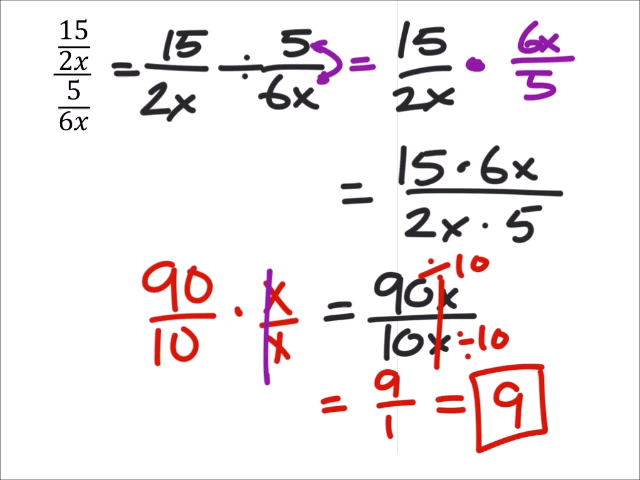 15/2x / 5/6x = 15/2x ÷ 5/6x = 15/2x • 6x/5
= 15 • 6x / 2x • 5
90/10 • x/x = 90x/10x ÷10 ÷10
= 9/1 = 9